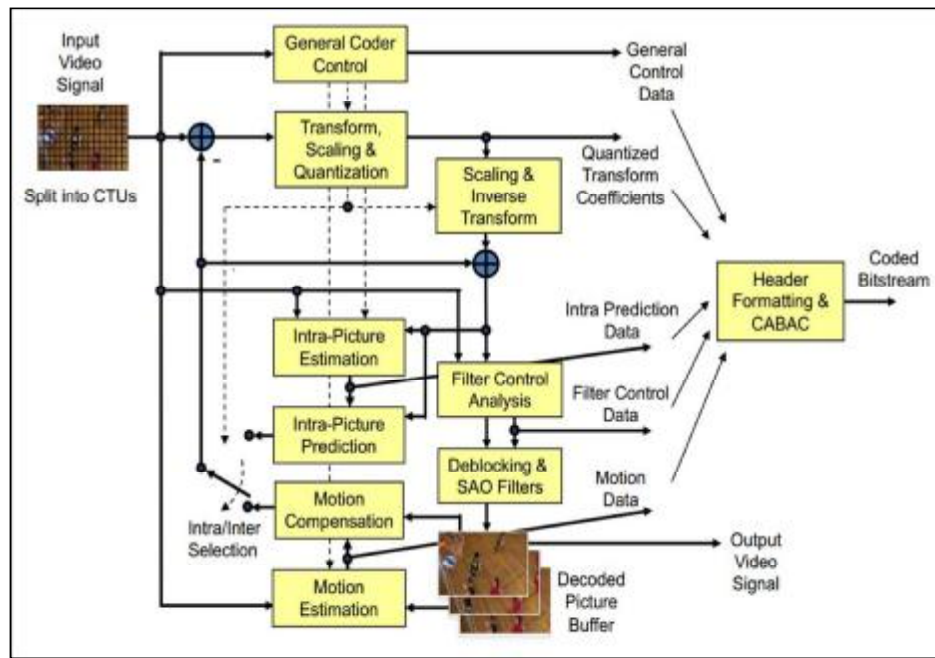 Input
Video
Signal
Split into CTUs
General Coder
Control
General
Control
Data
Transform,
Scaling &
Quantization
-
Quantized
Transform
Coefficients
Scaling &
Inverse
Transform
Coded
Bitstream
Header
Formatting &
CABAC
Intra Prediction
Data
Intra-Picture
Estimation
Filter Control
Analysis
Filter Control
Data
Intra-Picture
Prediction
Deblocking &
SAO Filters
Motion
Data
Motion
Compensation
Intra/Inter
Selection
Output
Video
Signal
Motion
Estimation
Decoded
Picture
Buffer